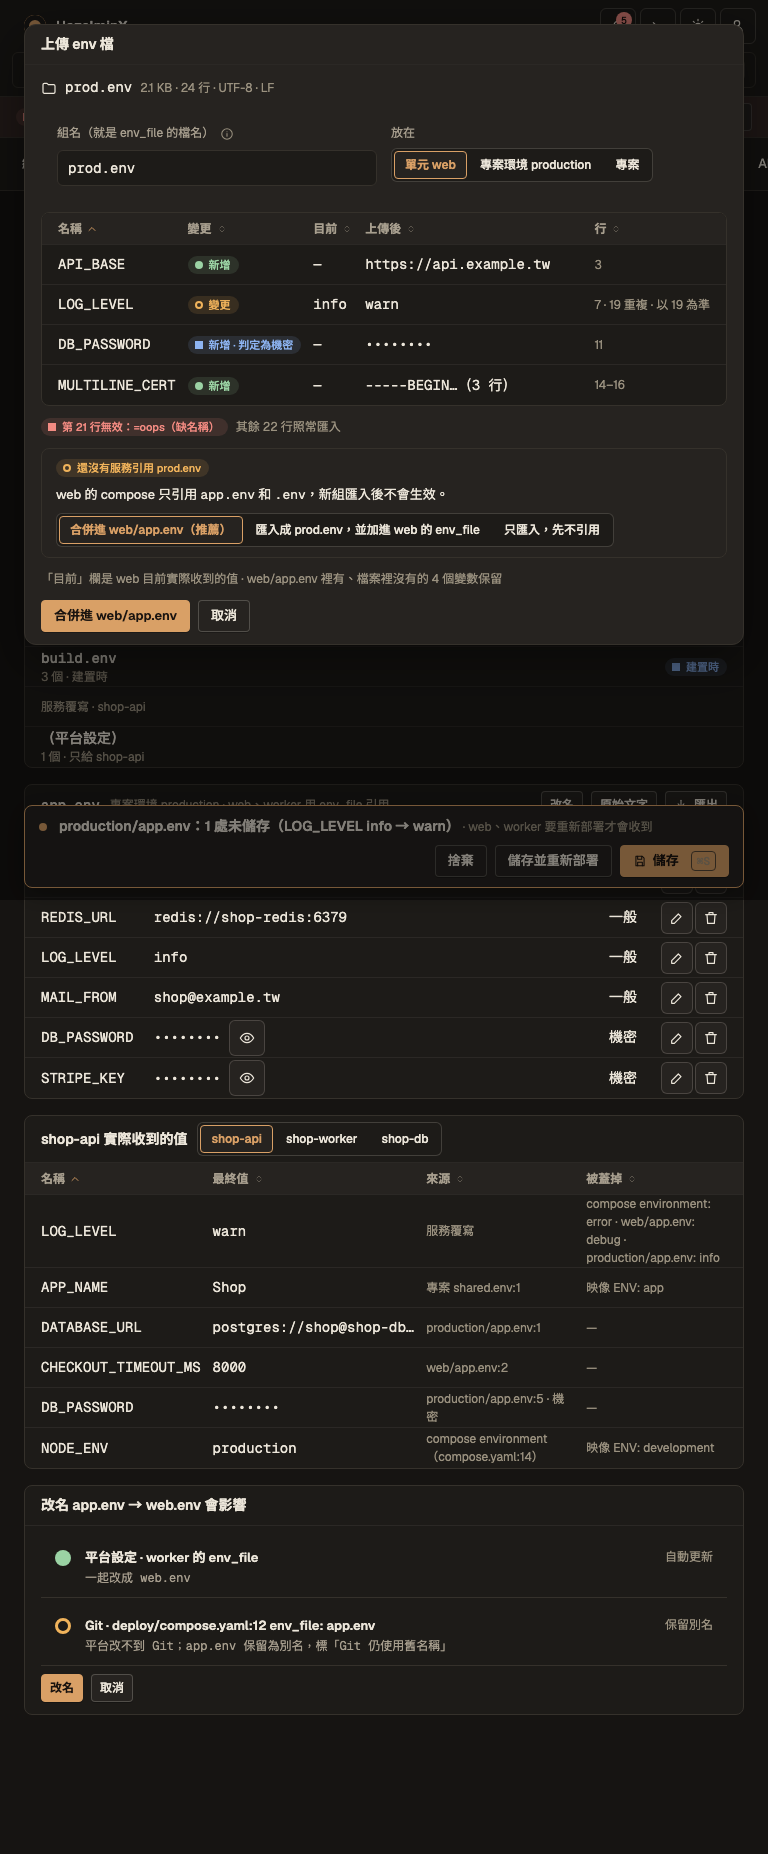 5
上傳 env 檔
prod.env 2.1 KB · 24 行 · UTF-8 · LF
組名（就是 env_file 的檔名）
放在
prod.env
單元 web 專案環境 production 專案
名稱 變更 目前 上傳後 行
API_BASE 新增 — https://api.example.tw 3
LOG_LEVEL 變更 info warn 7 · 19 重複 · 以 19 為準
DB_PASSWORD 新增 · 判定為機密 — •••••••• 11
MULTILINE_CERT 新增 — -----BEGIN… (3 行) 14–16
第 21 行無效：=oops（缺名稱） 其餘 22 行照常匯入
還沒有服務引用 prod.env
web 的 compose 只引用 app.env 和 .env，新組匯入後不會生效。
合併進 web/app.env（推薦） 匯入成 prod.env，並加進 web 的 env_file 只匯入，先不引用
「目前」欄是 web 目前實際收到的值 · web/app.env 裡有、檔案裡沒有的 4 個變數保留
合併進 web/app.env 取消
build.env
3 個 · 建置時
建置時
服務覆寫 · shop-api
（平台設定）
1 個 · 只給 shop-api
app.env 專案環境 production · web、worker 用 env_file 引用 改名 原始文字 匯出
production/app.env：1 處未儲存（LOG_LEVEL info → warn） · web、worker 要重新部署才會收到
捨棄 儲存並重新部署 儲存 ⌘S
REDIS_URL redis://shop-redis:6379 一般
LOG_LEVEL info 一般
MAIL_FROM shop@example.tw 一般
DB_PASSWORD •••••••• 機密
STRIPE_KEY •••••••• 機密
shop-api 實際收到的值 shop-api shop-worker shop-db
名稱 最終值 來源 被蓋掉
LOG_LEVEL warn 服務覆寫
compose environment:
error · web/app.env:
debug ·
production/app.env: info
APP_NAME Shop 專案 shared.env:1 映像 ENV: app
DATABASE_URL postgres://shop@shop-db… production/app.env:1 —
CHECKOUT_TIMEOUT_MS 8000 web/app.env:2 —
DB_PASSWORD •••••••• production/app.env:5 · 機
密
—
NODE_ENV production compose environment
（compose.yaml:14）
映像 ENV: development
改名 app.env → web.env 會影響
平台設定 · worker 的 env_file 自動更新
一起改成 web.env
Git · deploy/compose.yaml:12 env_file: app.env 保留別名
平台改不到 Git；app.env 保留為別名，標「Git 仍使用舊名稱」
改名 取消